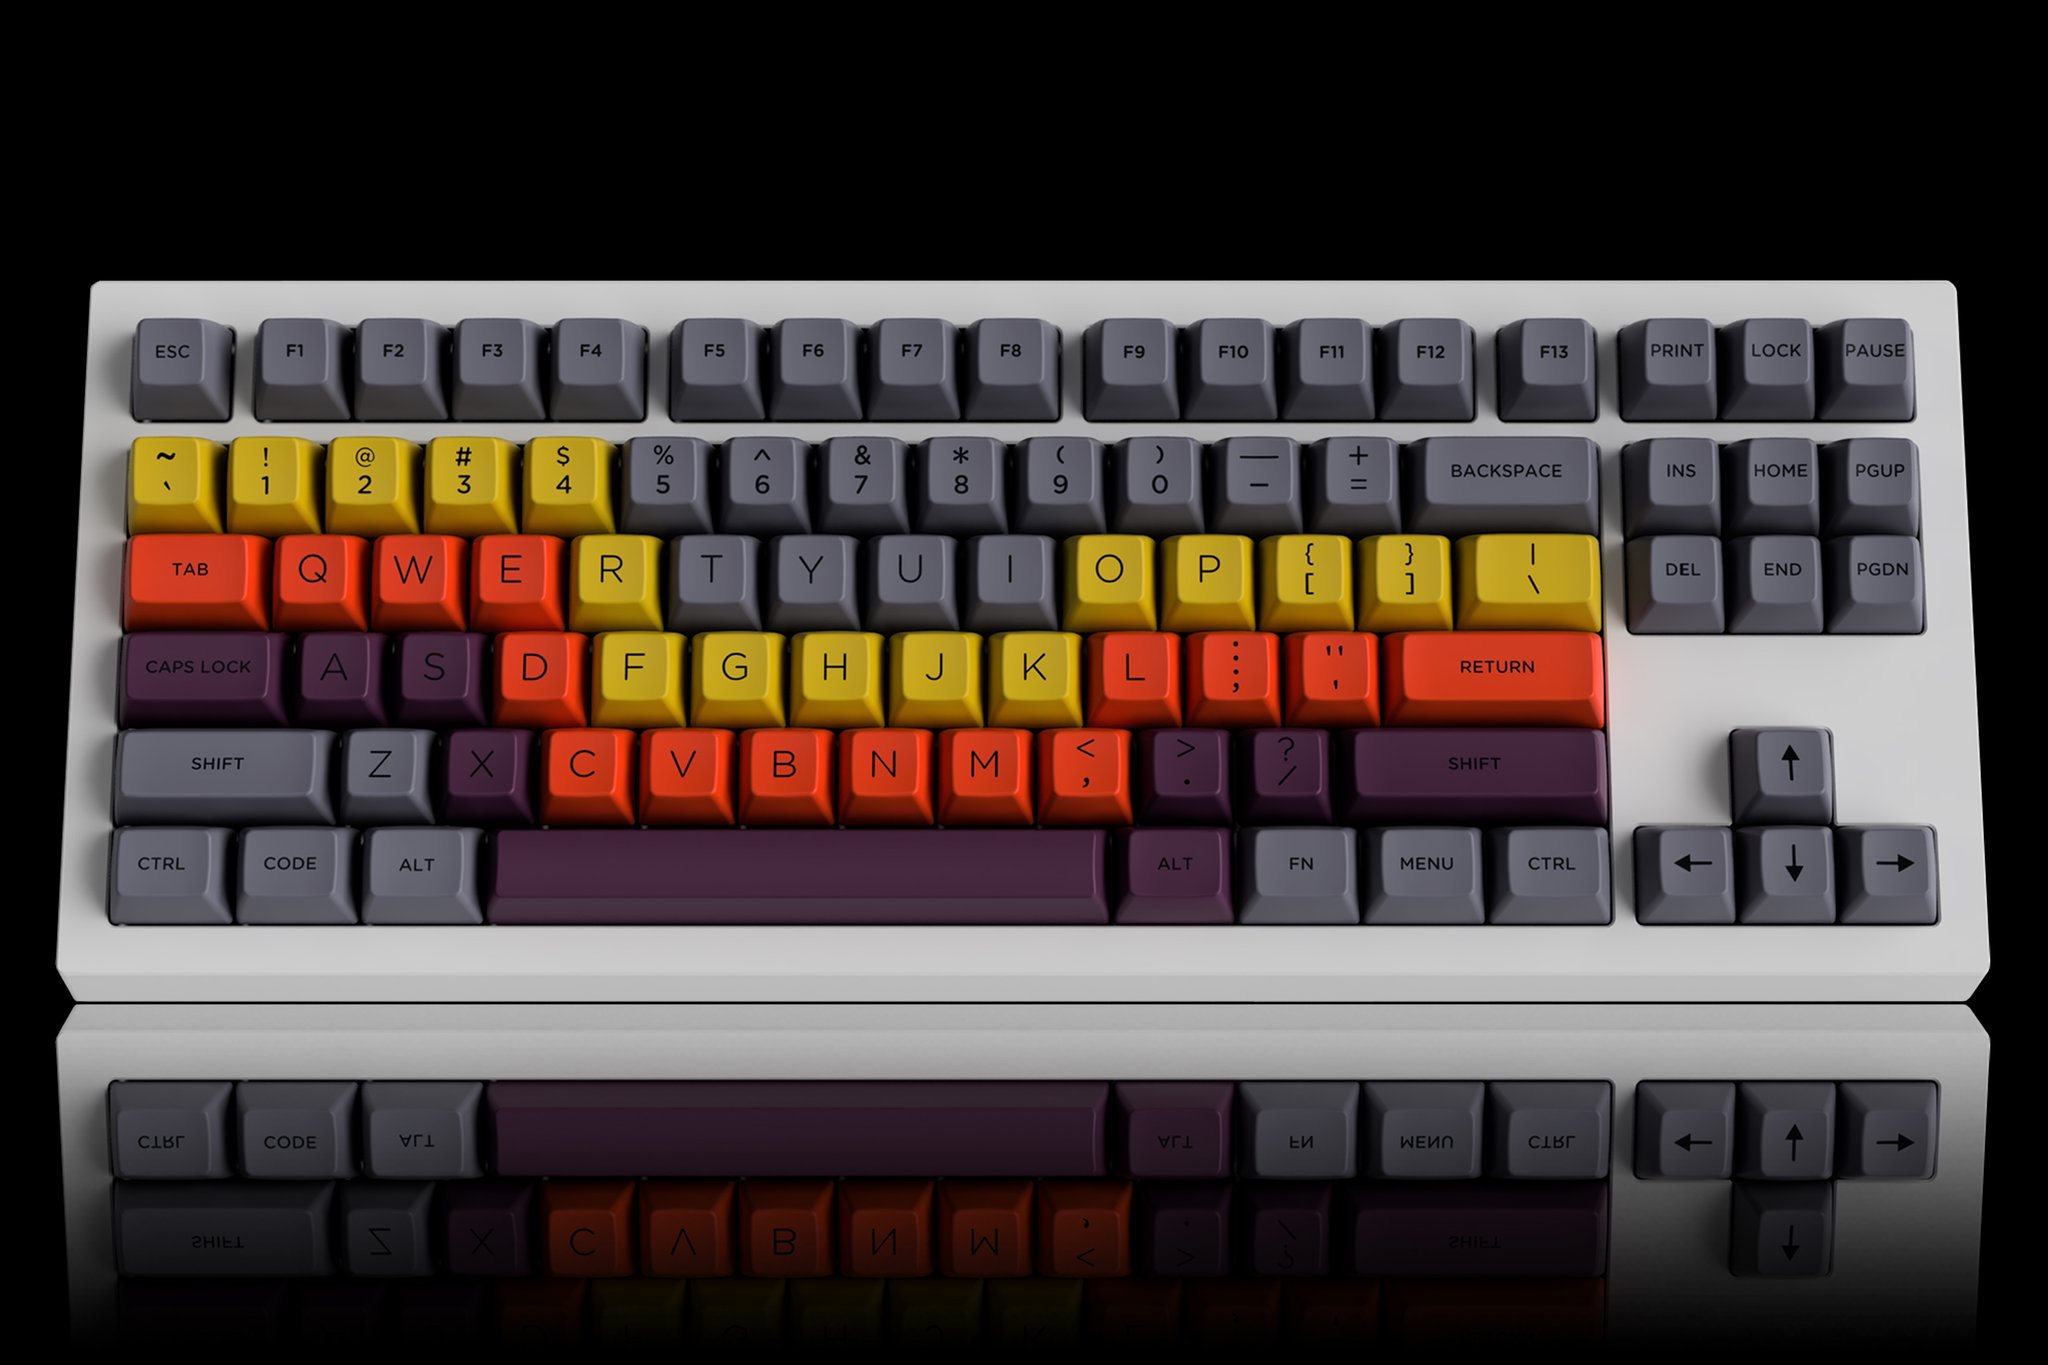 ESC F1 F2 F3 F4 F5 F6 F7 F8 F9 F10 F11 F12 F13 PRINT LOCK PAUSE
~ ! @ # $ % ^ & * ( ) — +
` 1 2 3 4 5 6 7 8 9 0 - = BACKSPACE INS HOME PGUP
TAB Q W E R T Y U I O P { [ } ] | \ DEL END PGDN
CAPS LOCK A S D F G H J K L : ; " ' RETURN
SHIFT Z X C V B N M < , > . ? / SHIFT ↑
CTRL CODE ALT ALT FN MENU CTRL ← ↓ →